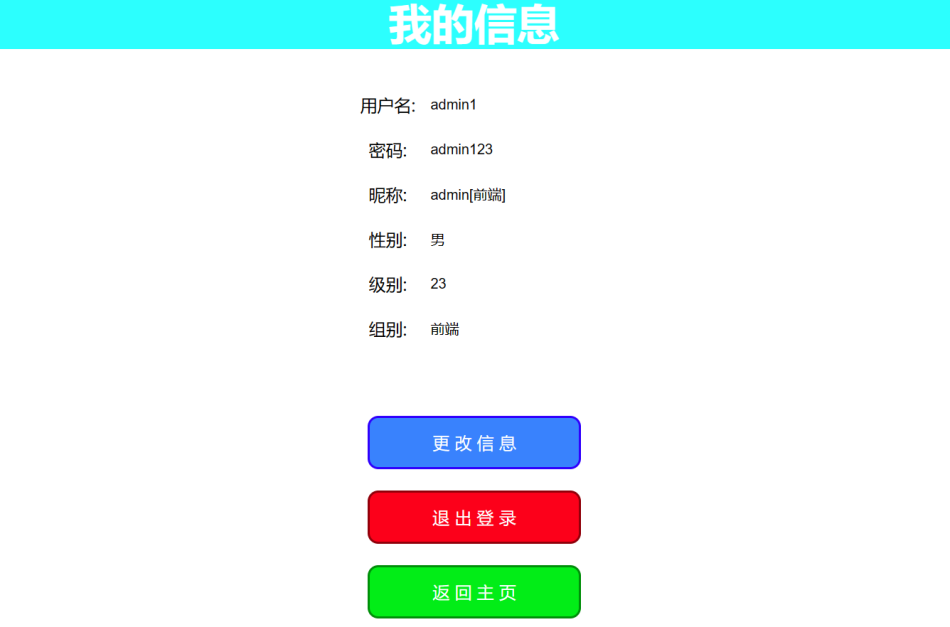 我的信息
用户名: admin1
密码: admin123
昵称: admin[前端]
性别: 男
级别: 23
组别: 前端
更改信息
退出登录
返回主页